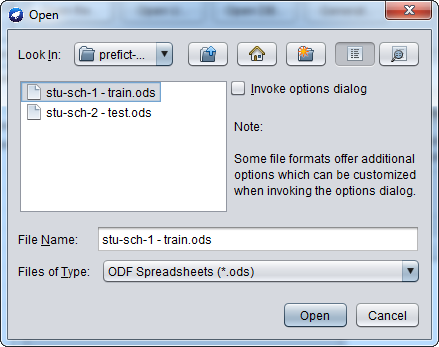 Open
Look In:
prefict-...
stu-sch-1 - train.ods
stu-sch-2 - test.ods
Invoke options dialog
Note:
Some file formats offer additional
options which can be customized
when invoking the options dialog.
File Name:
stu-sch-1 - train.ods
Files of Type:
ODF Spreadsheets (*.ods)
Open
Cancel